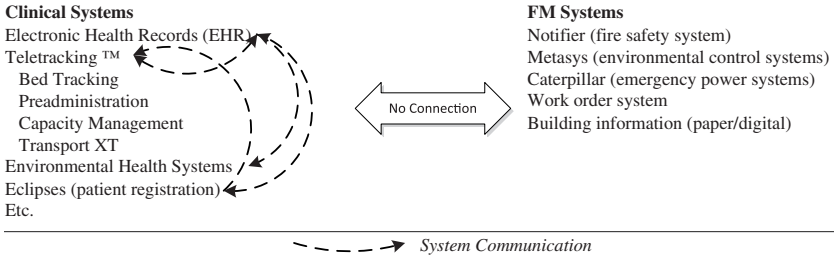 Clinical Systems
Electronic Health Records (EHR)
Teletracking ™
Bed Tracking
Preadministration
Capacity Management
Transport XT
Environmental Health Systems
Eclipses (patient registration)
Etc.
No Connection
FM Systems
Notifier (fire safety system)
Metasys (environmental control systems)
Caterpillar (emergency power systems)
Work order system
Building information (paper/digital)
System Communication